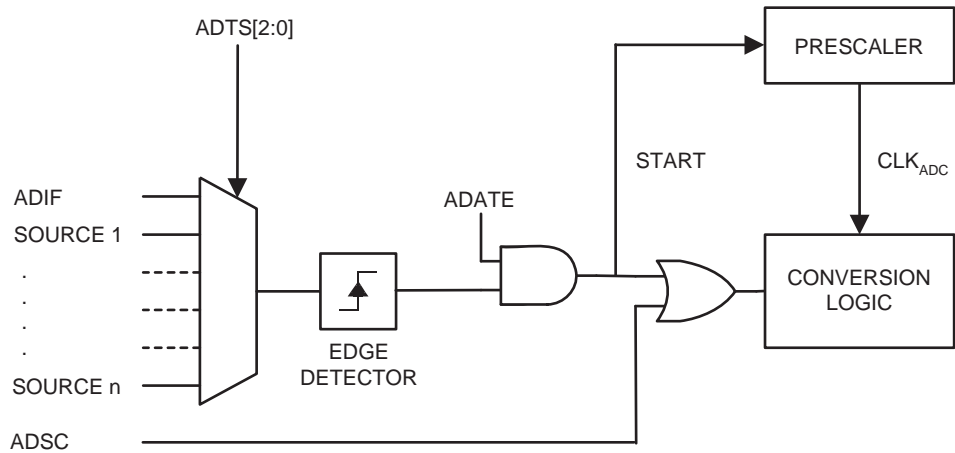 ADTS[2:0]
PRESCALER
START
CLKADC
ADIF
ADATE
SOURCE 1
.
.
.
.
CONVERSION
LOGIC
EDGE
DETECTOR
SOURCE n
ADSC